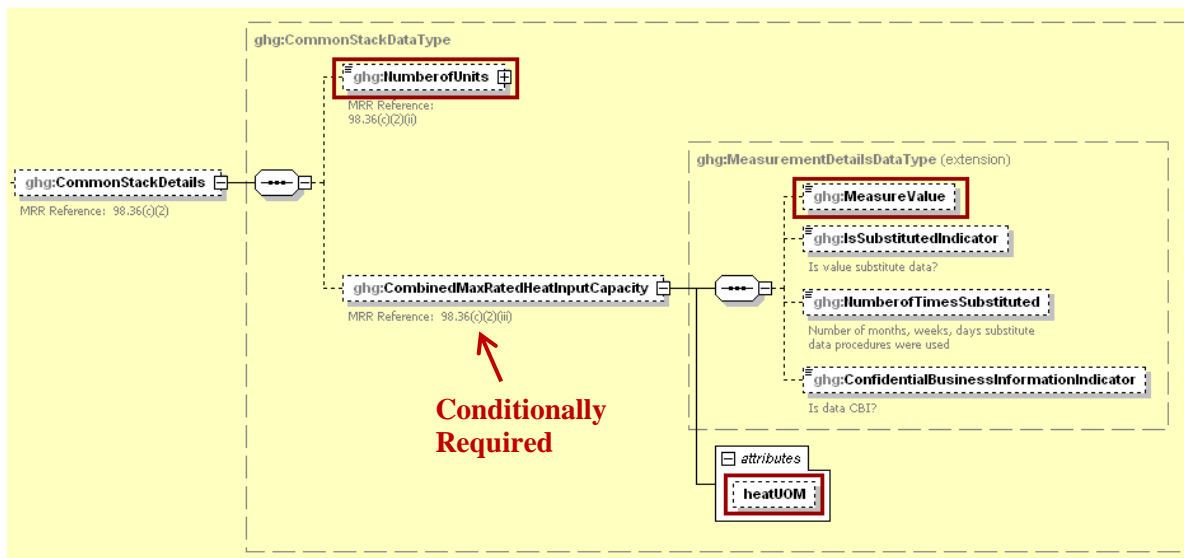 ghg:CommonStackDataType
ghg:NumberofUnits
MRR Reference:
98.36(c)(2)(ii)
ghg:CommonStackDetails
MRR Reference: 98.36(c)(2)
ghg:CombinedMaxRatedHeatInputCapacity
MRR Reference: 98.36(c)(2)(iii)
Conditionally
Required
ghg:MeasurementDetailsDataType (extension)
ghg:MeasureValue
ghg:IsSubstitutedIndicator
Is value substitute data?
ghg:NumberofTimesSubstituted
Number of months, weeks, days substitute
data procedures were used
ghg:ConfidentialBusinessInformationIndicator
Is data CBI?
attributes
heatUOM